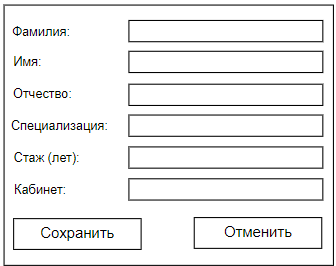 Фамилия:
Имя:
Отчество:
Специализация:
Стаж (лет):
Кабинет:
Сохранить
Отменить